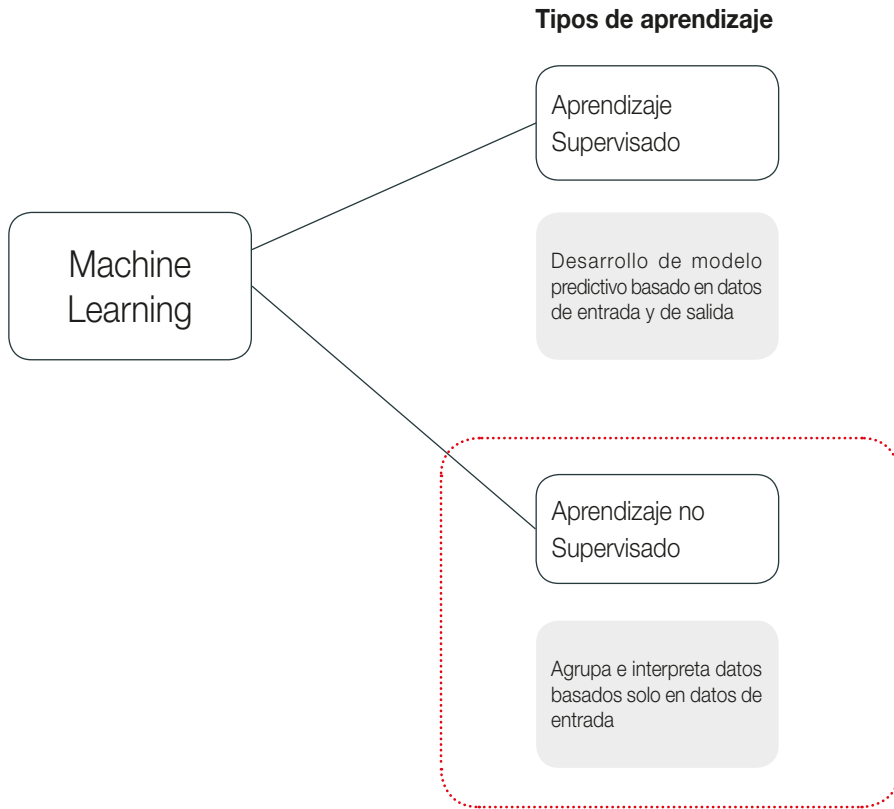 Tipos de aprendizaje
Aprendizaje
Supervisado
Machine
Learning
Desarrollo de modelo
predictivo basado en datos
de entrada y de salida
Aprendizaje no
Supervisado
Agrupa e interpreta datos
basados solo en datos de
entrada